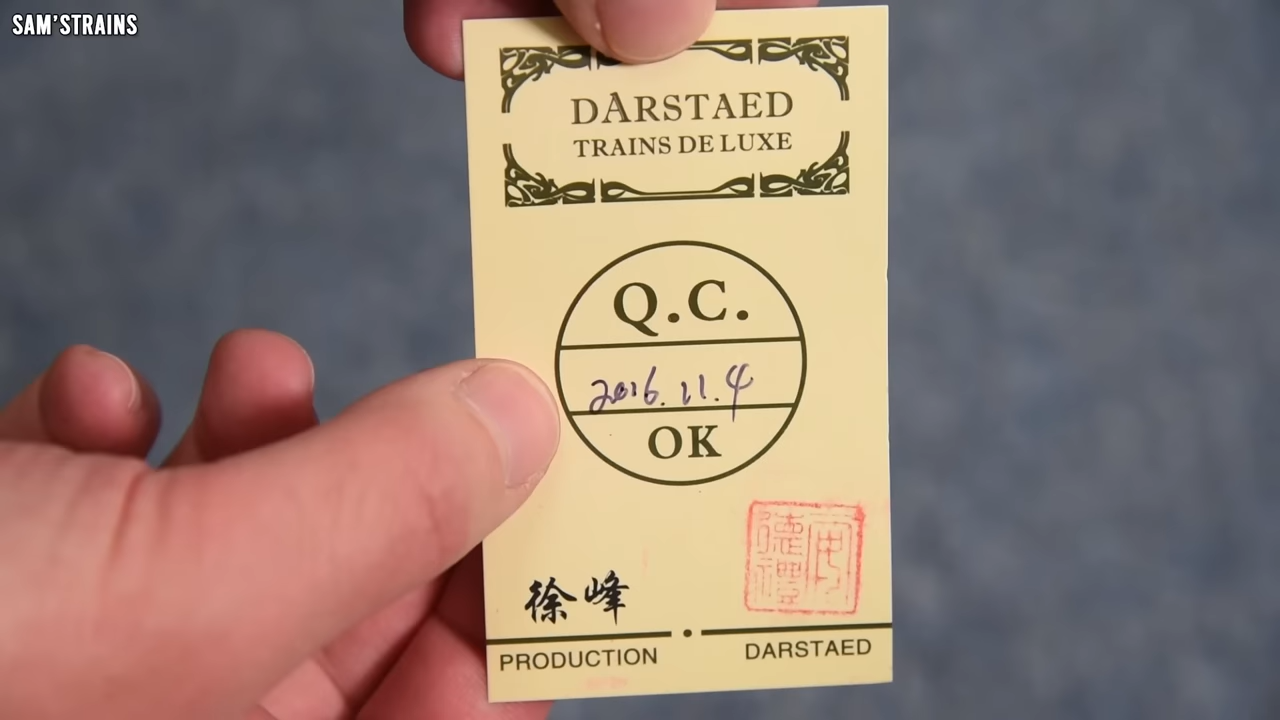 SAM'STRAINS
DARSTAED
TRAINS DE LUXE
Q.C.
2016.11.4
OK
徐峰
PRODUCTION
DARSTAED